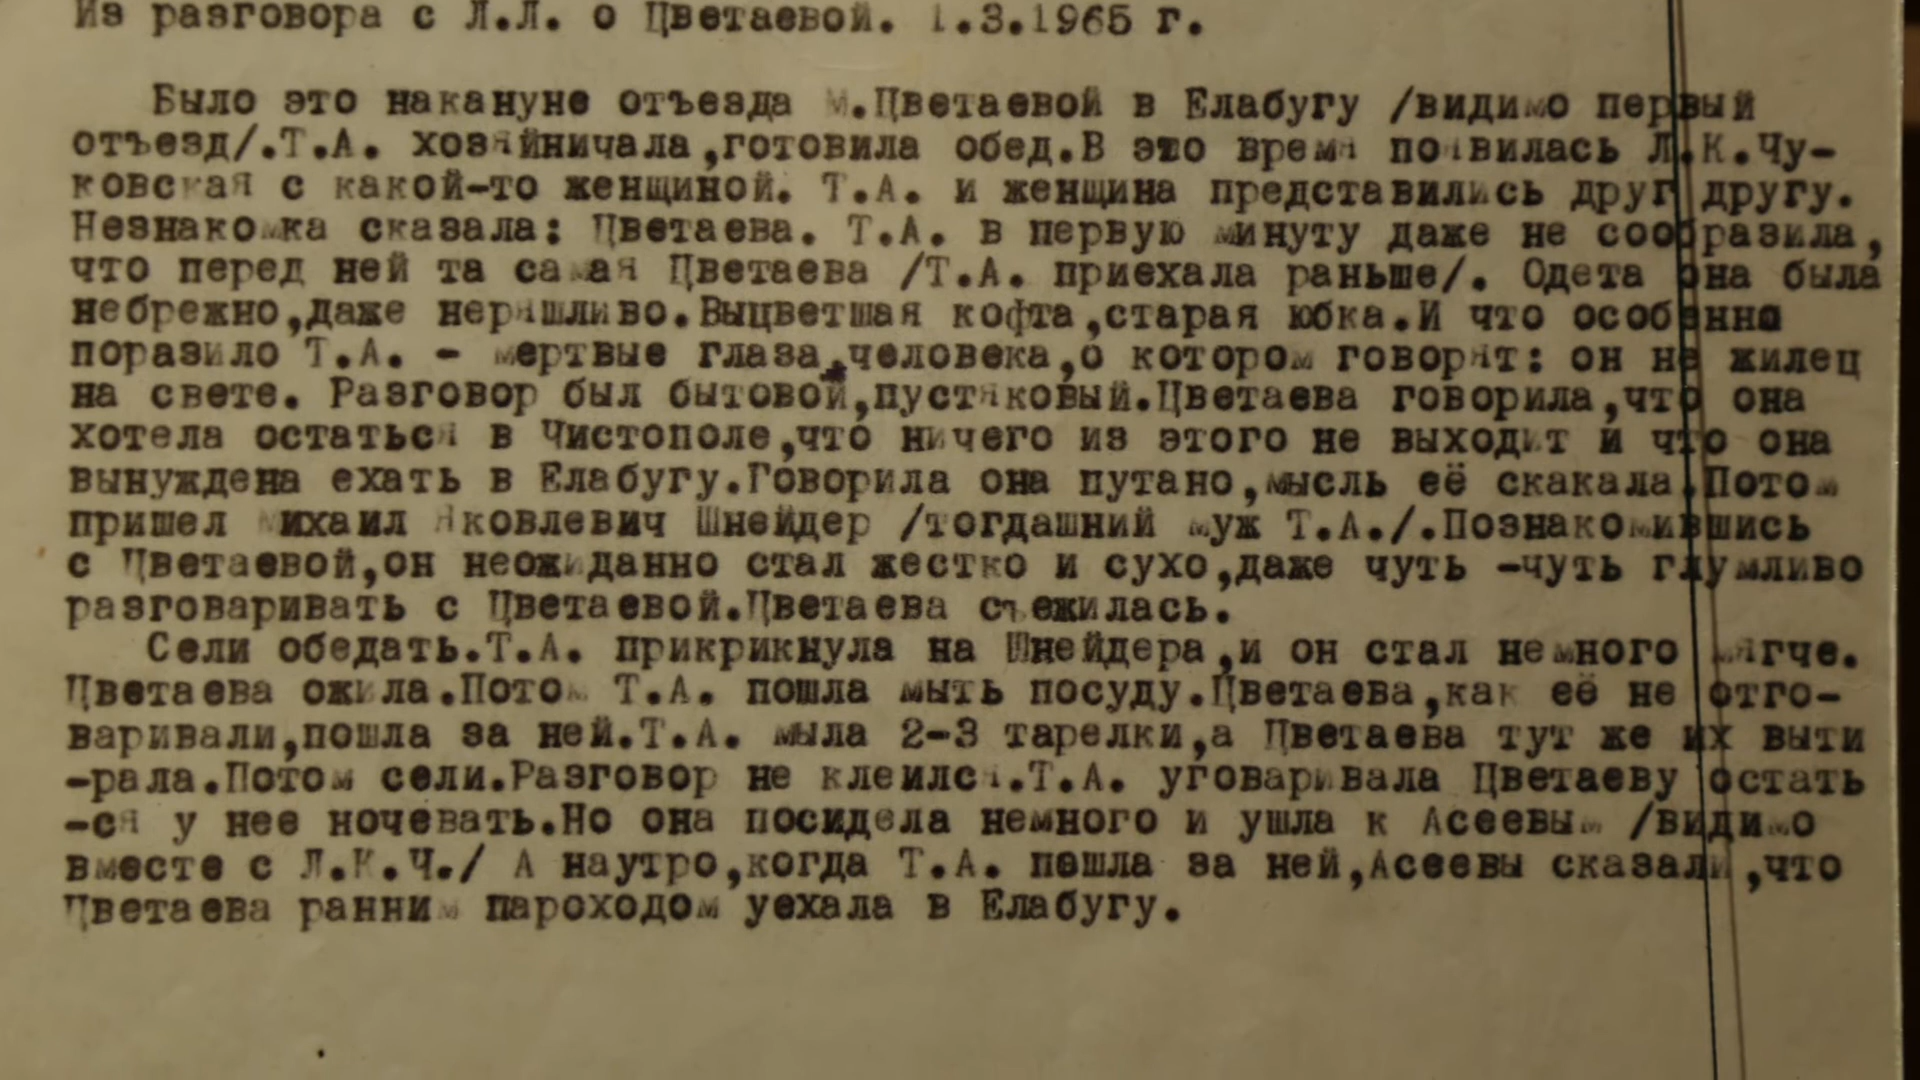 Из разговора с Л.Л. о Цветаевой. 1.3.1965 г.
Было это накануне отъезда М.Цветаевой в Елабугу /видимо первый
отъезд/.Т.А. хозяйничала,готовила обед.В это время появилась Л.К.Чу-
ковская с какой-то женщиной. Т.А. и женщина представились друг другу.
Незнакомка сказала: Цветаева. Т.А. в первую минуту даже не сообразила,
что перед ней та самая Цветаева /Т.А. приехала раньше/. Одета она была
небрежно,даже неряшливо.Выцветшая кофта,старая юбка.И что особенно
поразило Т.А. - мертвые глаза человека,о котором говорят: он не жилец
на свете. Разговор был бытовой,пустяковый.Цветаева говорила,что она
хотела остаться в Чистополе,что ничего из этого не выходит и что она
вынуждена ехать в Елабугу.Говорила она путано,мысль её скакала.Потом
пришел Михаил Яковлевич Шнейдер /тогдашний муж Т.А./.Познакомившись
с Цветаевой,он неожиданно стал жестко и сухо,даже чуть -чуть глумливо
разговаривать с Цветаевой.Цветаева съежилась.
Сели обедать.Т.А. прикрикнула на Шнейдера,и он стал немного мягче.
Цветаева ожила.Потом Т.А. пошла мыть посуду.Цветаева,как её не отго-
варивали,пошла за ней.Т.А. мыла 2-3 тарелки,а Цветаева тут же их выти
-рала.Потом сели.Разговор не клеился.Т.А. уговаривала Цветаеву остать
-ся у нее ночевать.Но она посидела немного и ушла к Асеевым /видимо
вместе с Л.К.Ч./ А наутро,когда Т.А. пошла за ней,Асеевы сказали,что
Цветаева ранним пароходом уехала в Елабугу.